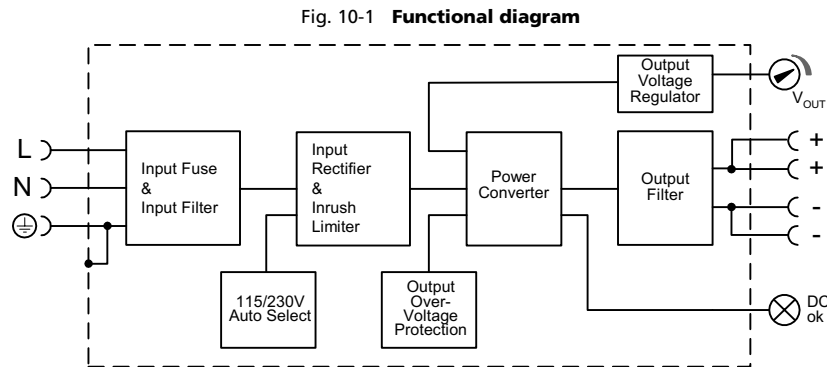 Fig. 10-1 Functional diagram
Output
Voltage
Regulator
V OUT
L
N
Input Fuse
&
Input Filter
Input
Rectifier
&
Inrush
Limiter
Power
Converter
Output
Filter
+
+
-
-
115/230V
Auto Select
Output
Over-
Voltage
Protection
DC
ok